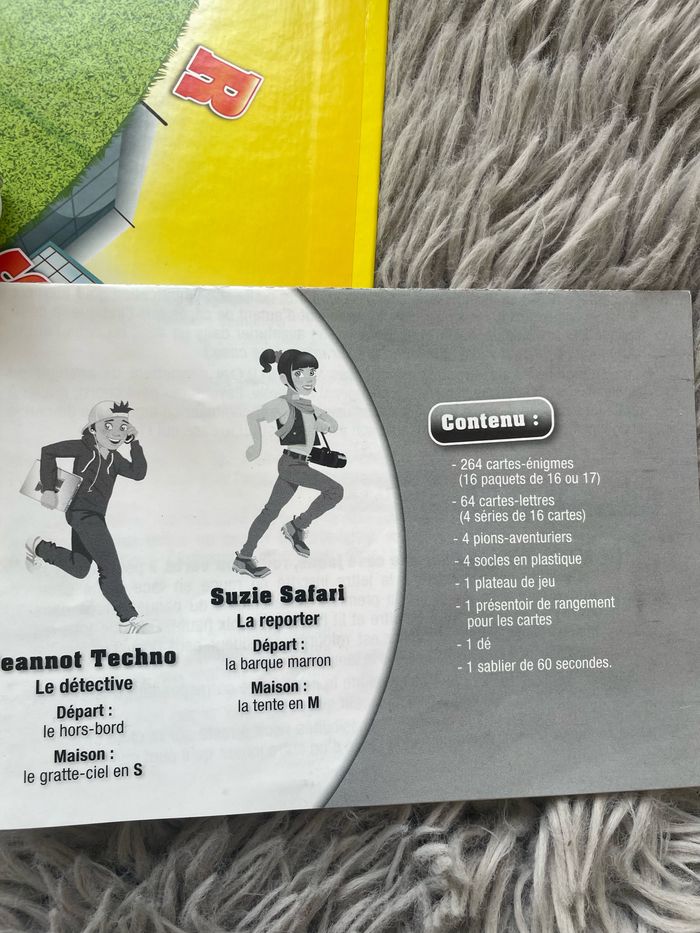 R
eannot Techno
Le détective
Départ :
le hors-bord
Maison :
le gratte-ciel en S
Suzie Safari
La reporter
Départ :
la barque marron
Maison :
la tente en M
Contenu :
- 264 cartes-énigmes
(16 paquets de 16 ou 17)
- 64 cartes-lettres
(4 séries de 16 cartes)
- 4 pions-aventuriers
- 4 socles en plastique
- 1 plateau de jeu
- 1 présentoir de rangement
pour les cartes
- 1 dé
- 1 sablier de 60 secondes.